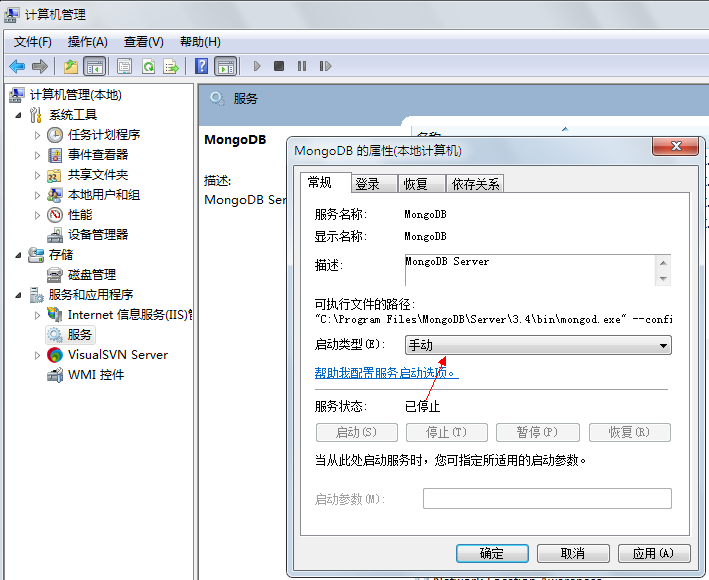 计算机管理
文件(F) 操作(A) 查看(V) 帮助(H)
计算机管理(本地)
系统工具
任务计划程序
事件查看器
共享文件夹
本地用户和组
性能
设备管理器
存储
磁盘管理
服务和应用程序
Internet 信息服务(IIS)
服务
VisualSVN Server
WMI 控件
服务
MongoDB
描述:
MongoDB Ser
名称
MongoDB 的属性(本地计算机)
常规 登录 恢复 依存关系
服务名称: MongoDB
显示名称: MongoDB
描述: MongoDB Server
可执行文件的路径:
"C:\Program Files\MongoDB\Server\3.4\bin\mongod.exe" --confi
启动类型(E): 手动
帮助我配置服务启动选项。
服务状态: 已停止
启动(S) 停止(T) 暂停(P) 恢复(R)
当从此处启动服务时，您可指定所适用的启动参数。
启动参数(M):
确定 取消 应用(A)
Network Location Awareness